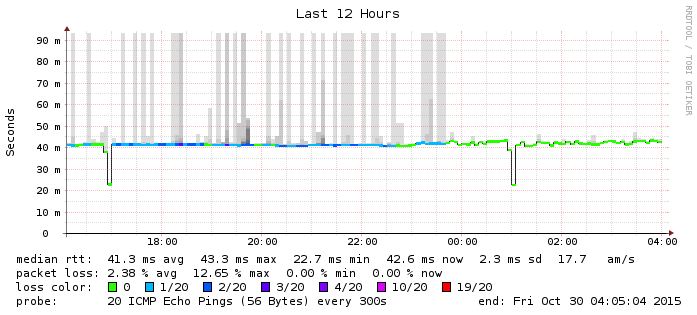 Last 12 Hours
RRDTOOL / TOBI OETIKER
Seconds
90 m
80 m
70 m
60 m
50 m
40 m
30 m
20 m
10 m
0
18:00 20:00 22:00 00:00 02:00 04:00
median rtt: 41.3 ms avg 43.3 ms max 22.7 ms min 42.6 ms now 2.3 ms sd 17.7 am/s
packet loss: 2.38 % avg 12.65 % max 0.00 % min 0.00 % now
loss color: 0 1/20 2/20 3/20 4/20 10/20 19/20
probe: 20 ICMP Echo Pings (56 Bytes) every 300s end: Fri Oct 30 04:05:04 2015